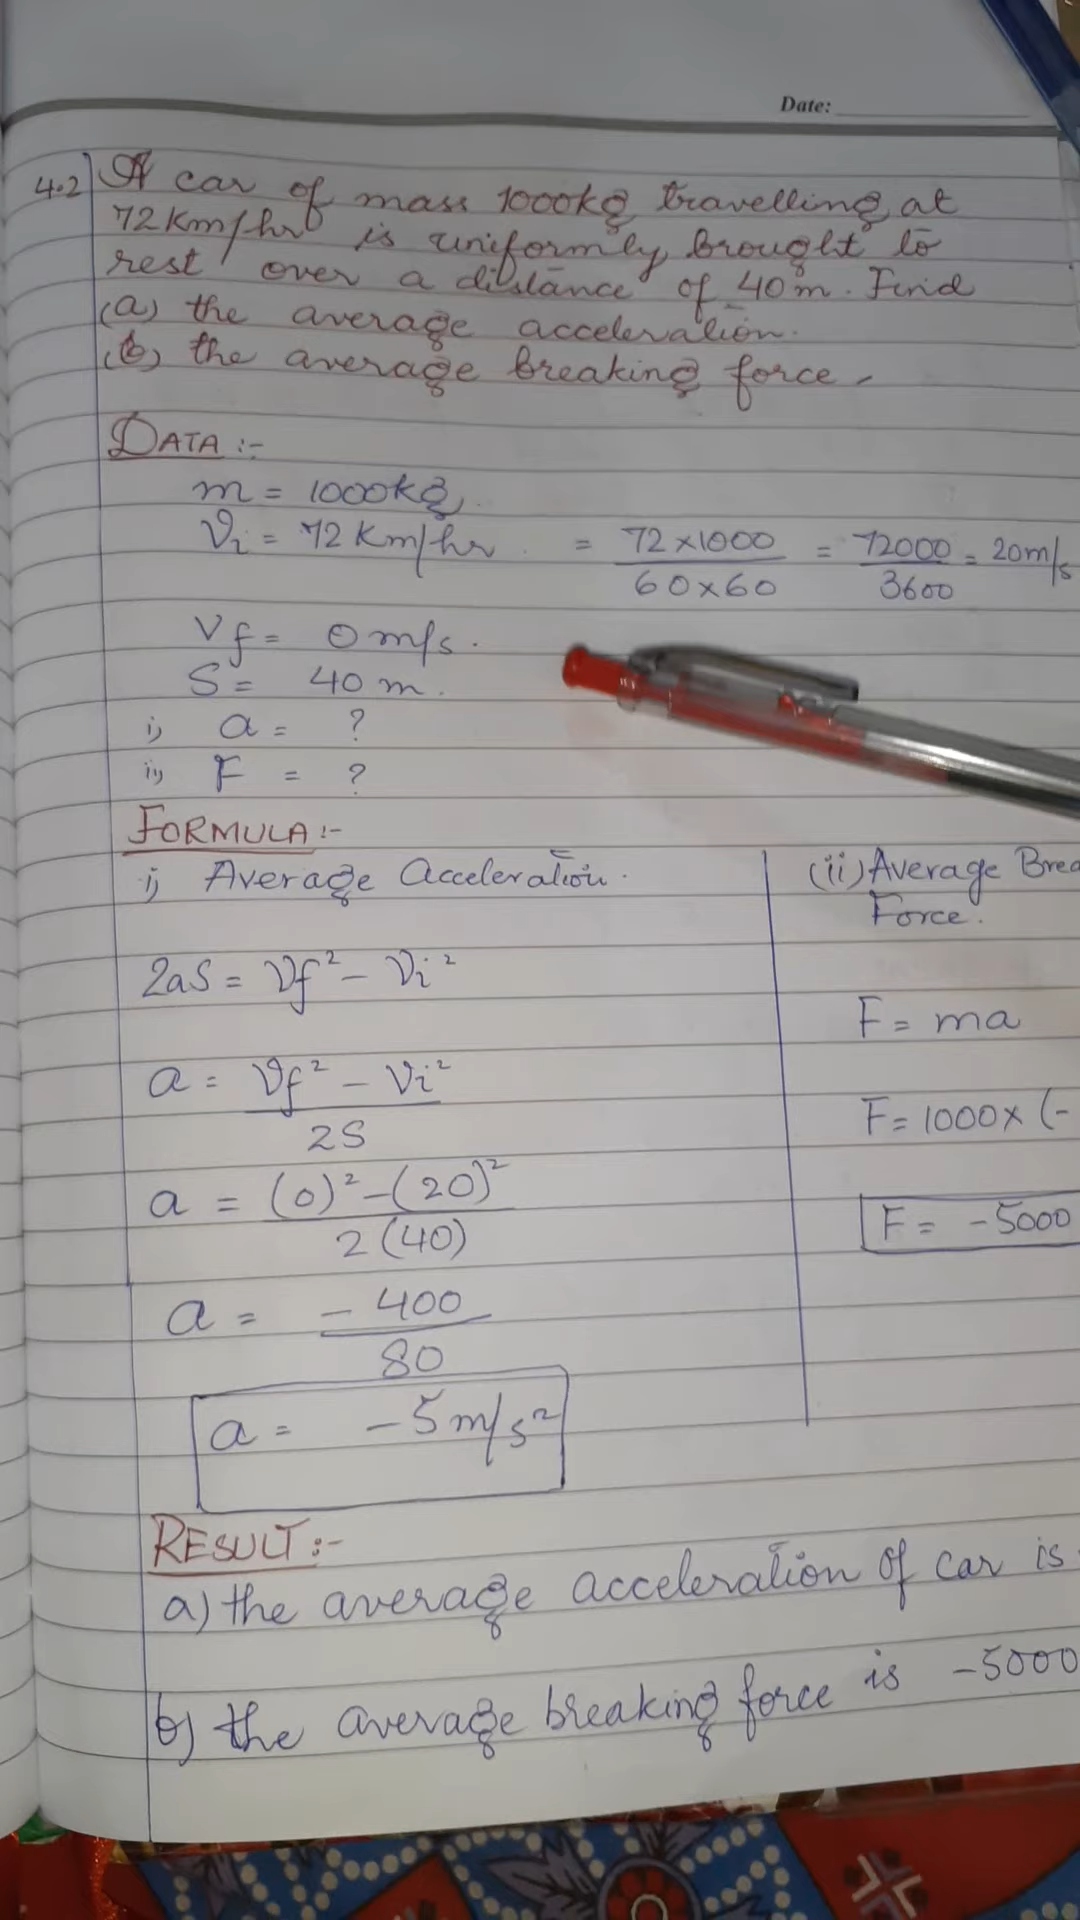 Date:
4.2 A car of mass 1000kg travelling at
72 Km/hr is uniformly brought to
rest over a distance of 40 m. Find
(a) the average acceleration.
(b) the average breaking force.
DATA :-
m = 1000kg.
Vi = 72 Km/hr = 72×1000 / 60×60 = 72000 / 3600 = 20m/s
Vf = 0 m/s.
S = 40 m.
i) a = ?
ii) F = ?
FORMULA :-
i) Average Acceleration.
2aS = Vf² - Vi²
a = Vf² - Vi² / 2S
a = (0)² - (20)² / 2(40)
a = -400 / 80
a = -5 m/s²
(ii) Average Brea
Force.
F = ma
F = 1000 × (-
F = -5000
RESULT :-
a) the average acceleration of car is
b) the average breaking force is -5000